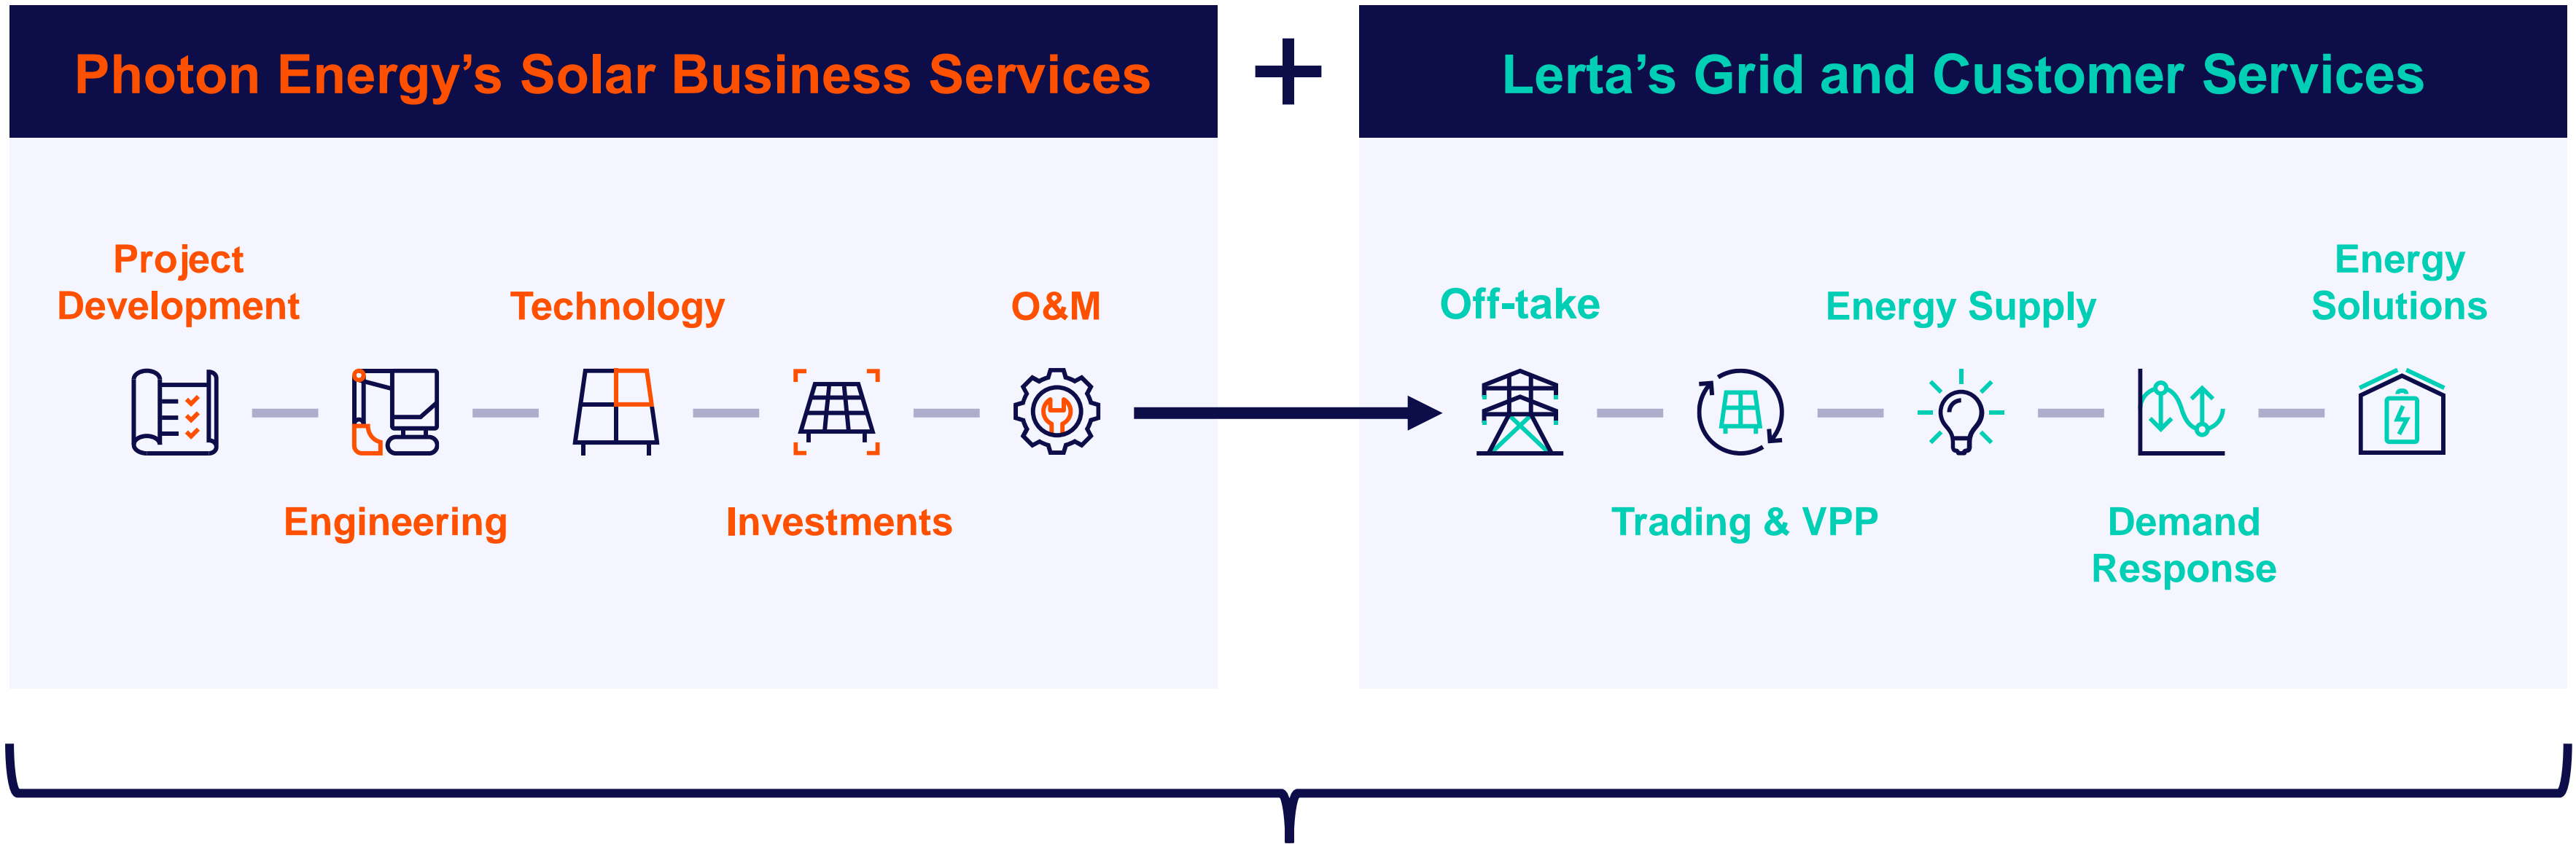 Photon Energy’s Solar Business Services
+
Lerta’s Grid and Customer Services
Project
Development
Engineering
Technology
Investments
O&M
Off-take
Trading & VPP
Energy Supply
Demand
Response
Energy
Solutions